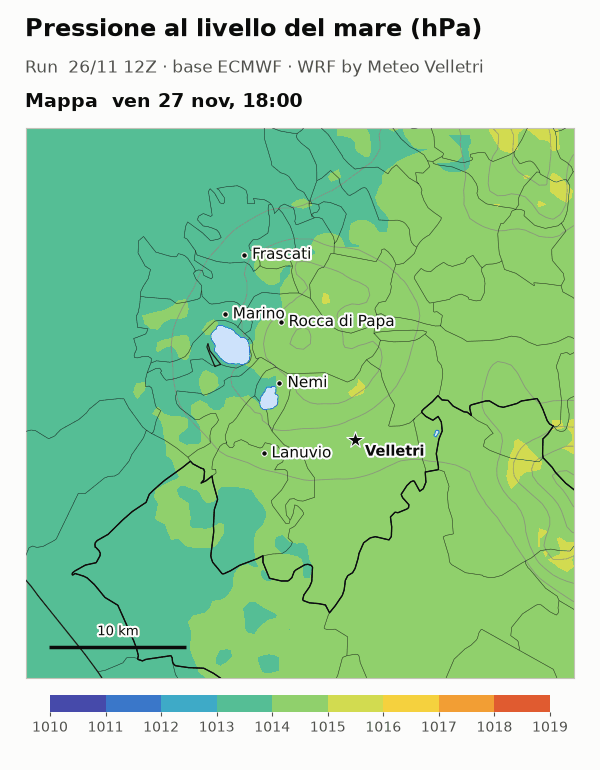 Pressione al livello del mare (hPa)
Run  26/11 12Z · base ECMWF · WRF by Meteo Velletri
Mappa  ven 27 nov, 18:00
Frascati
Marino
Rocca di Papa
Nemi
Velletri
Lanuvio
10 km
1010 1011 1012 1013 1014 1015 1016 1017 1018 1019